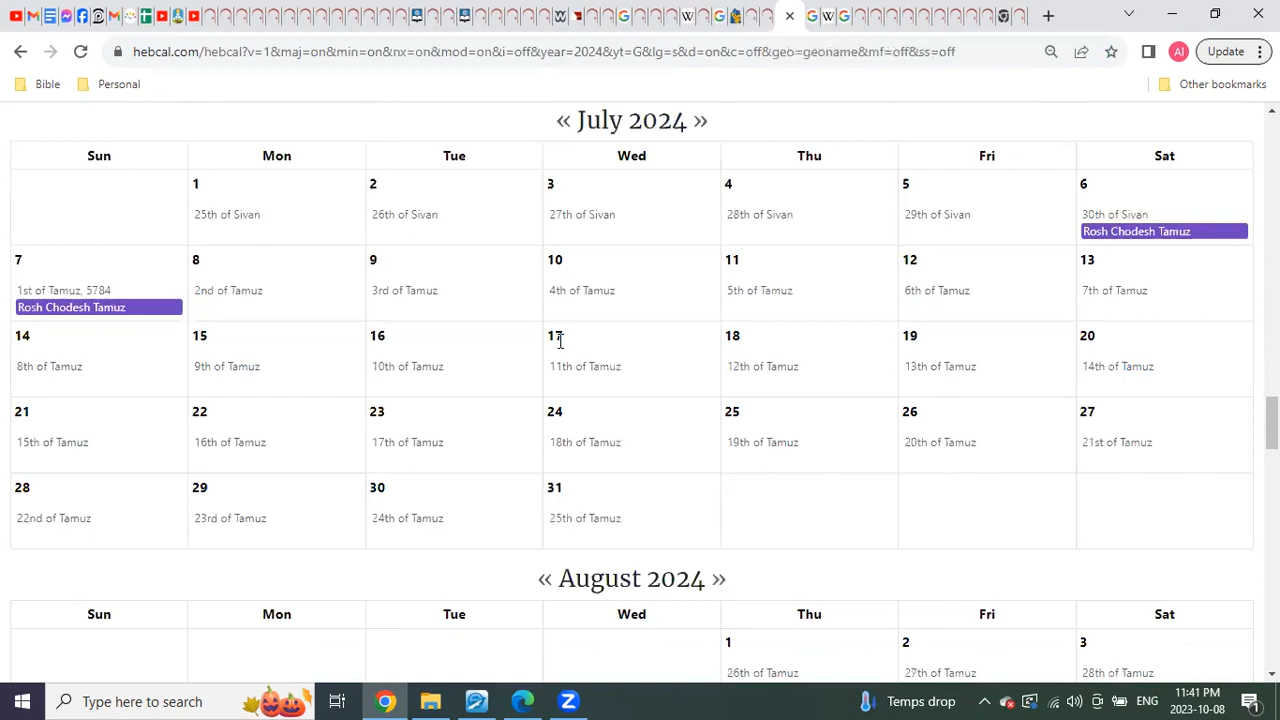 hebcal.com/hebcal?v=1&maj=on&min=on&nx=on&mod=on&i=off&year=2024&yt=G&lg=s&d=on&c=off&geo=geoname&mf=off&ss=off
AI
Update
Bible
Personal
Other bookmarks
« July 2024 »
Sun Mon Tue Wed Thu Fri Sat
1 2 3 4 5 6
25th of Sivan 26th of Sivan 27th of Sivan 28th of Sivan 29th of Sivan 30th of Sivan
Rosh Chodesh Tamuz
7 8 9 10 11 12 13
1st of Tamuz, 5784 2nd of Tamuz 3rd of Tamuz 4th of Tamuz 5th of Tamuz 6th of Tamuz 7th of Tamuz
Rosh Chodesh Tamuz
14 15 16 17 18 19 20
8th of Tamuz 9th of Tamuz 10th of Tamuz 11th of Tamuz 12th of Tamuz 13th of Tamuz 14th of Tamuz
21 22 23 24 25 26 27
15th of Tamuz 16th of Tamuz 17th of Tamuz 18th of Tamuz 19th of Tamuz 20th of Tamuz 21st of Tamuz
28 29 30 31
22nd of Tamuz 23rd of Tamuz 24th of Tamuz 25th of Tamuz
« August 2024 »
Sun Mon Tue Wed Thu Fri Sat
1 2 3
26th of Tamuz 27th of Tamuz 28th of Tamuz
Type here to search
Temps drop
ENG
11:41 PM
2023-10-08
1